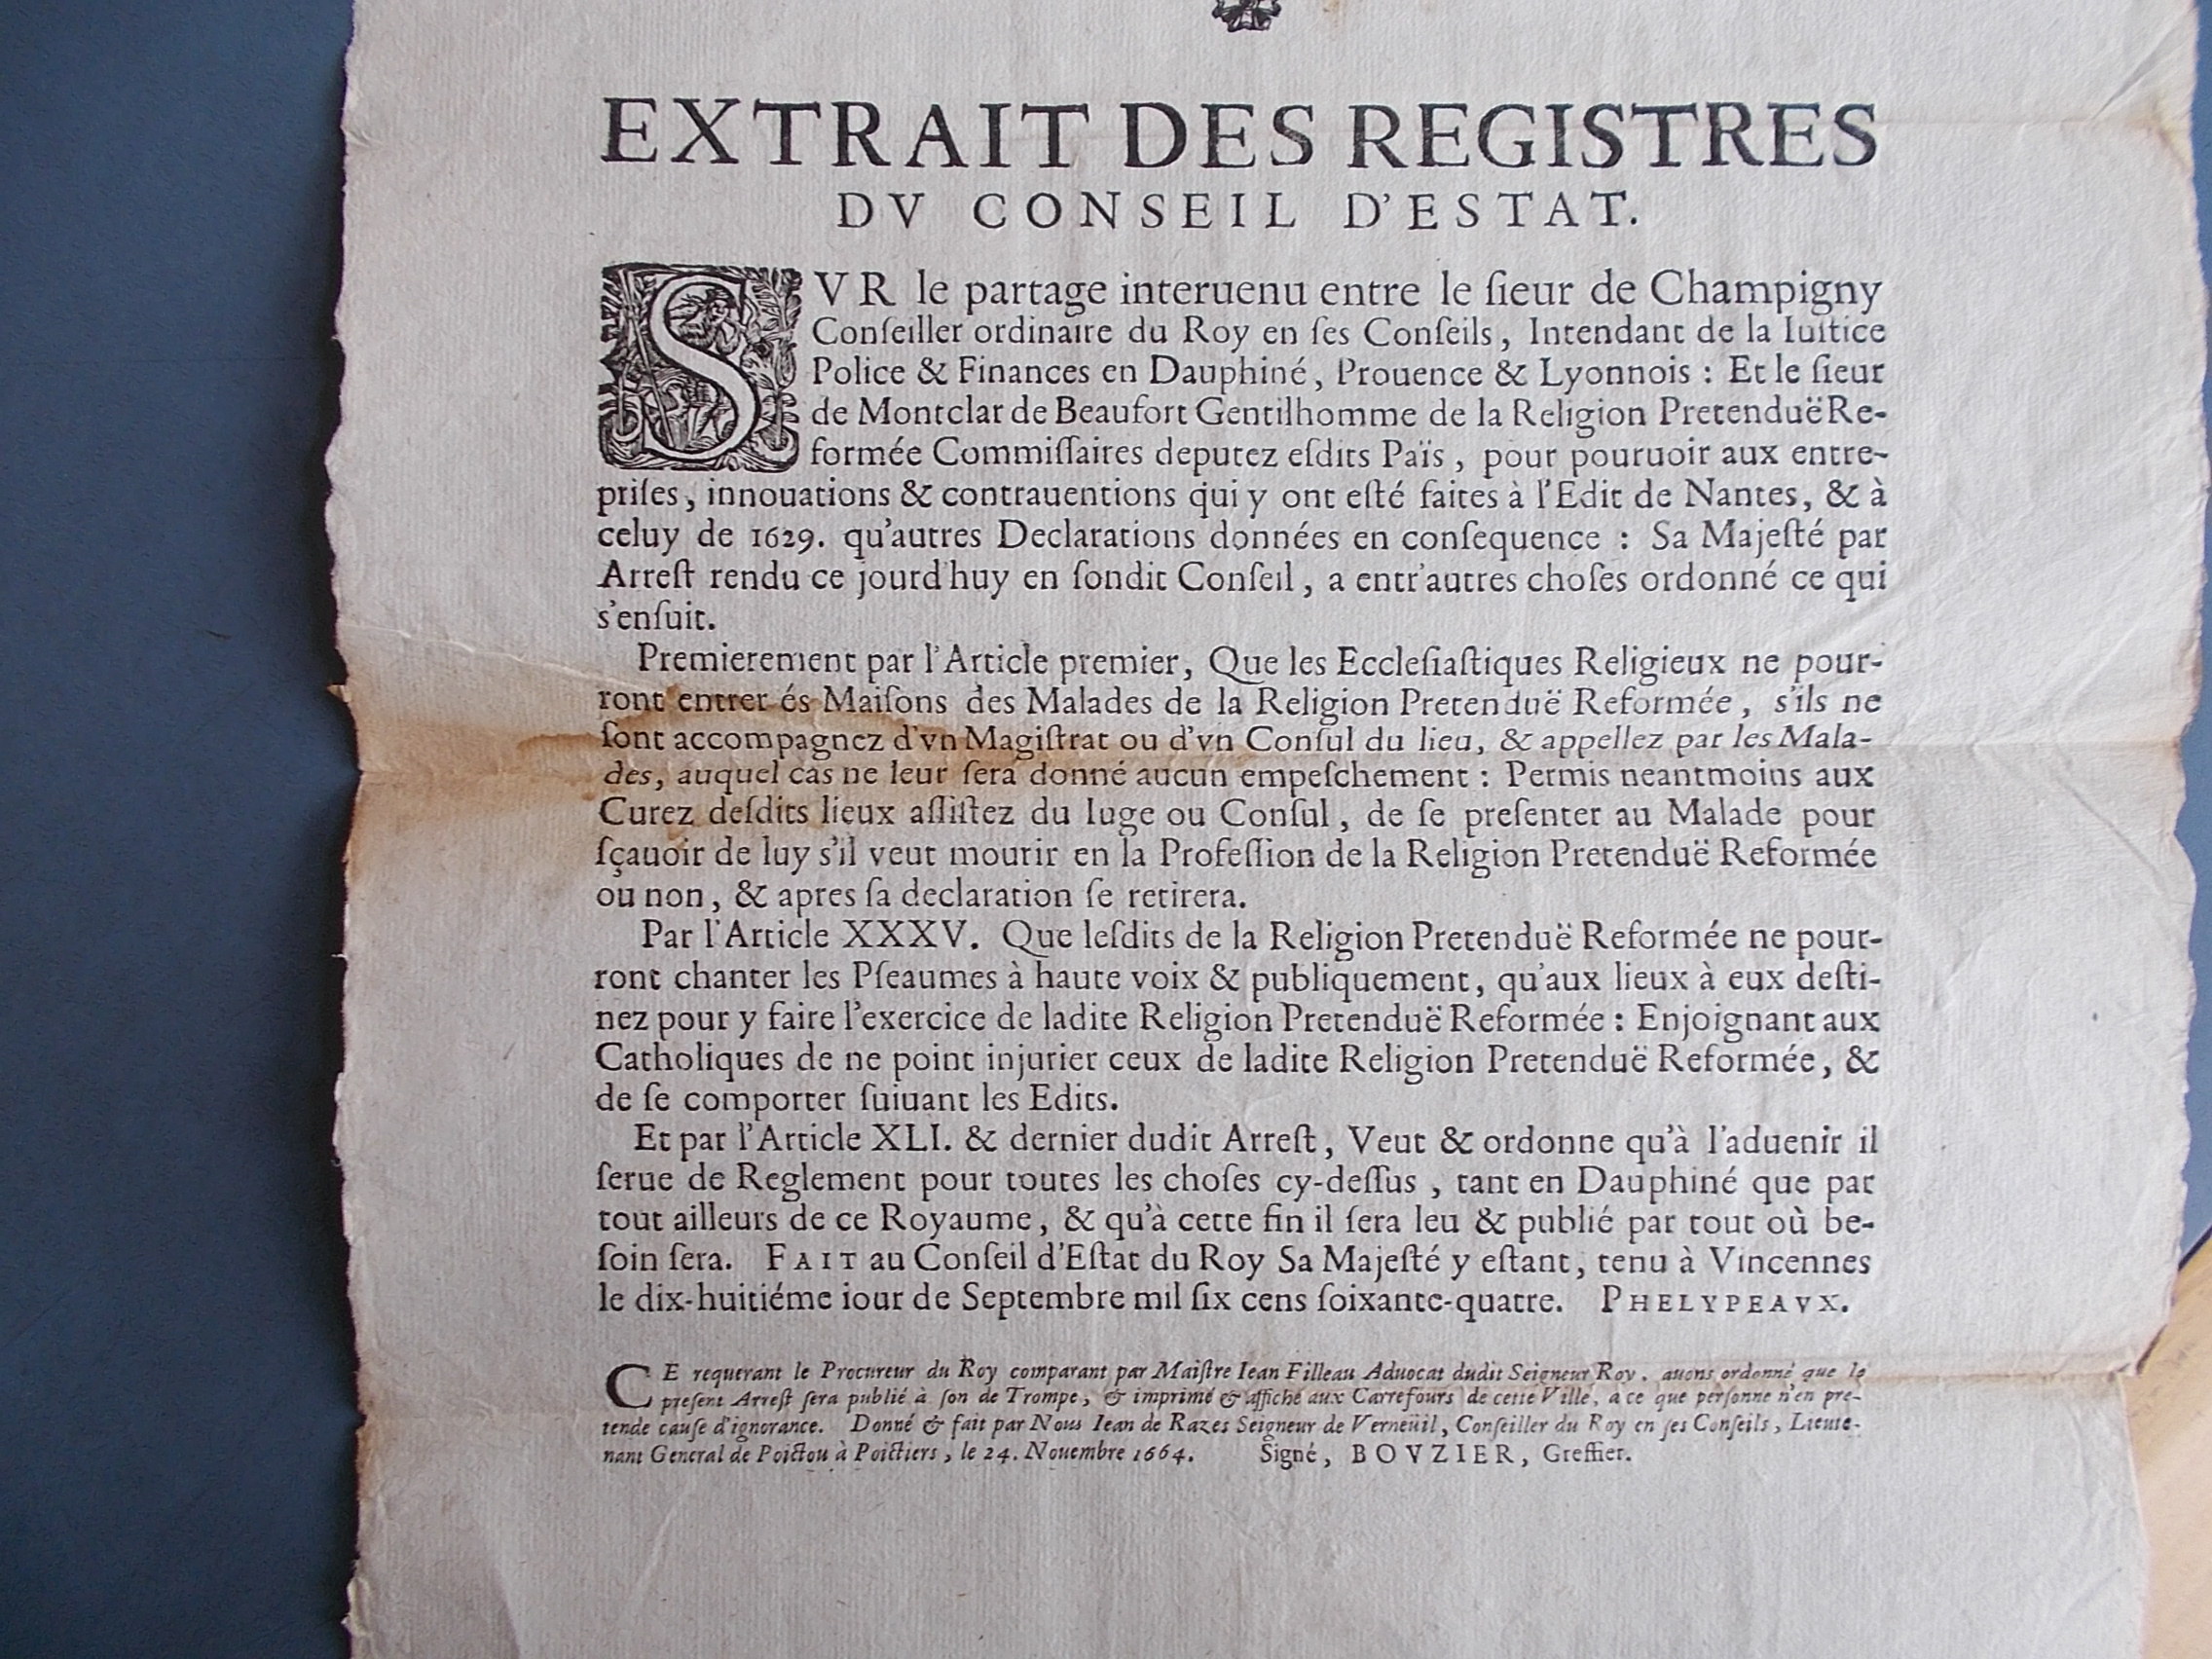 EXTRAIT DES REGISTRES
DV CONSEIL D'ESTAT.
SVR le partage interuenu entre le ſieur de Champigny
Conſeiller ordinaire du Roy en ſes Conſeils, Intendant de la Iuſtice
Police & Finances en Dauphiné, Prouence & Lyonnois : Et le ſieur
de Montclar de Beaufort Gentilhomme de la Religion Pretenduë Re-
formée Commiſſaires deputez eſdits Païs, pour pouruoir aux entre-
priſes, innouations & contrauentions qui y ont eſté faites à l'Edit de Nantes, & à
celuy de 1629. qu'autres Declarations données en conſequence : Sa Majeſté par
Arreſt rendu ce jourd'huy en ſondit Conſeil, a entr'autres choſes ordonné ce qui
s'enſuit.
Premierement par l'Article premier, Que les Eccleſiaſtiques Religieux ne pour-
ront entrer és Maiſons des Malades de la Religion Pretenduë Reformée, s'ils ne
ſont accompagnez d'vn Magiſtrat ou d'vn Conſul du lieu, & appellez par les Mala-
des, auquel cas ne leur ſera donné aucun empeſchement : Permis neantmoins aux
Curez deſdits lieux aſſiſtez du Iuge ou Conſul, de ſe preſenter au Malade pour
ſçauoir de luy s'il veut mourir en la Profeſſion de la Religion Pretenduë Reformée
ou non, & apres ſa declaration ſe retirera.
Par l'Article XXXV. Que leſdits de la Religion Pretenduë Reformée ne pour-
ront chanter les Pſeaumes à haute voix & publiquement, qu'aux lieux à eux deſti-
nez pour y faire l'exercice de ladite Religion Pretenduë Reformée : Enjoignant aux
Catholiques de ne point injurier ceux de ladite Religion Pretenduë Reformée, &
de ſe comporter ſuiuant les Edits.
Et par l'Article XLI. & dernier dudit Arreſt, Veut & ordonne qu'à l'aduenir il
ſerue de Reglement pour toutes les choſes cy-deſſus, tant en Dauphiné que par
tout ailleurs de ce Royaume, & qu'à cette fin il ſera leu & publié par tout où be-
ſoin ſera. FAIT au Conſeil d'Eſtat du Roy Sa Majeſté y eſtant, tenu à Vincennes
le dix-huitiéme iour de Septembre mil ſix cens ſoixante-quatre. PHELYPEAVX.
CE requerant le Procureur du Roy comparant par Maiſtre Iean Filleau Aduocat dudit Seigneur Roy, auons ordonné que le
preſent Arreſt ſera publié à ſon de Trompe, & imprimé & affiché aux Carrefours de cette Ville, à ce que perſonne n'en pre-
tende cauſe d'ignorance. Donné & fait par Nous Iean de Razes Seigneur de Verneüil, Conſeiller du Roy en ſes Conſeils, Lieute-
nant General de Poictou à Poictiers, le 24. Nouembre 1664. Signé, BOVZIER, Greffier.